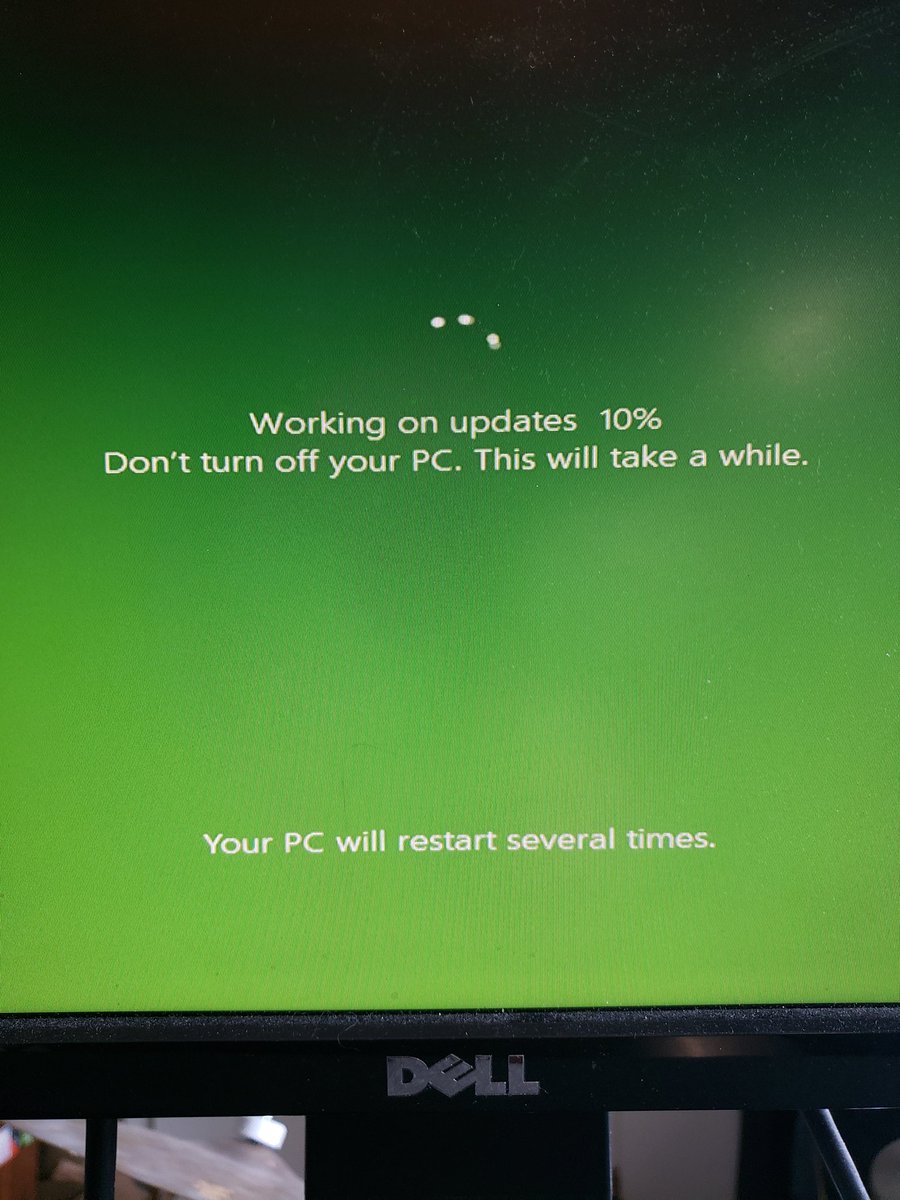 Working on updates 10%
Don't turn off your PC. This will take a while.
Your PC will restart several times.
DELL